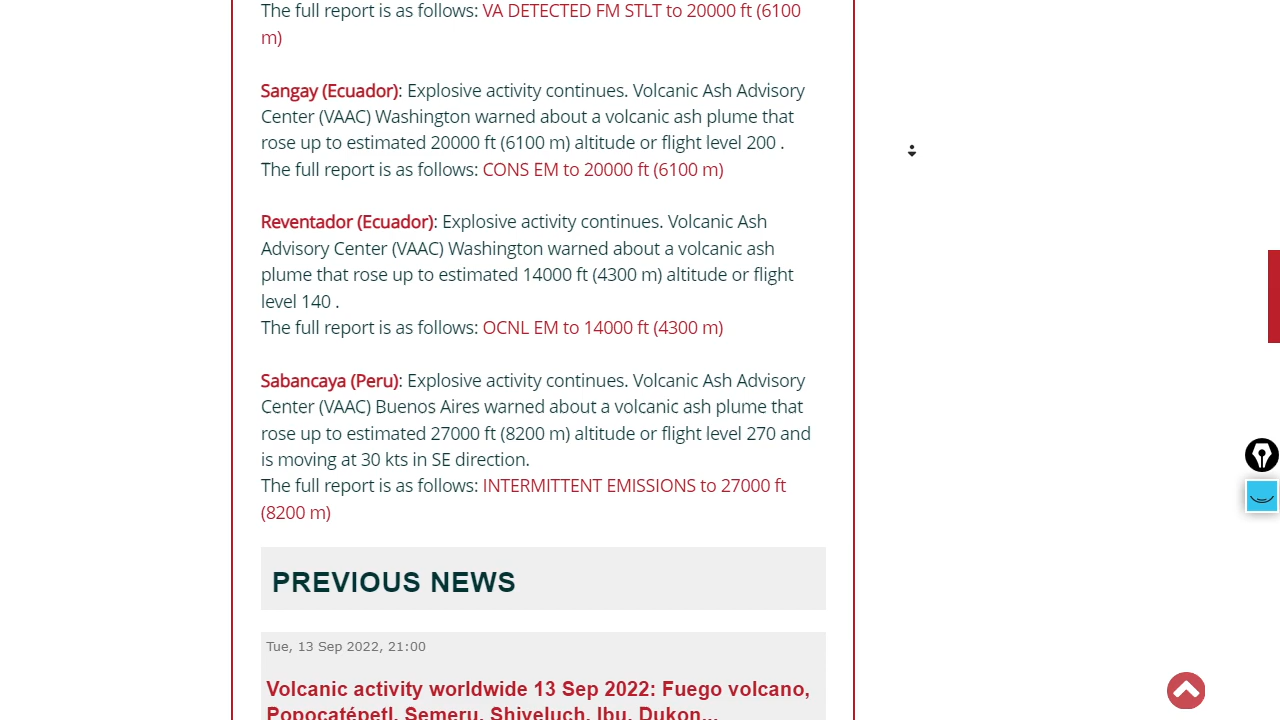 The full report is as follows: VA DETECTED FM STLT to 20000 ft (6100
m)
Sangay (Ecuador): Explosive activity continues. Volcanic Ash Advisory
Center (VAAC) Washington warned about a volcanic ash plume that
rose up to estimated 20000 ft (6100 m) altitude or flight level 200 .
The full report is as follows: CONS EM to 20000 ft (6100 m)
Reventador (Ecuador): Explosive activity continues. Volcanic Ash
Advisory Center (VAAC) Washington warned about a volcanic ash
plume that rose up to estimated 14000 ft (4300 m) altitude or flight
level 140 .
The full report is as follows: OCNL EM to 14000 ft (4300 m)
Sabancaya (Peru): Explosive activity continues. Volcanic Ash Advisory
Center (VAAC) Buenos Aires warned about a volcanic ash plume that
rose up to estimated 27000 ft (8200 m) altitude or flight level 270 and
is moving at 30 kts in SE direction.
The full report is as follows: INTERMITTENT EMISSIONS to 27000 ft
(8200 m)
PREVIOUS NEWS
Tue, 13 Sep 2022, 21:00
Volcanic activity worldwide 13 Sep 2022: Fuego volcano,
Popocatépetl, Semeru, Shiveluch, Ibu, Dukon...